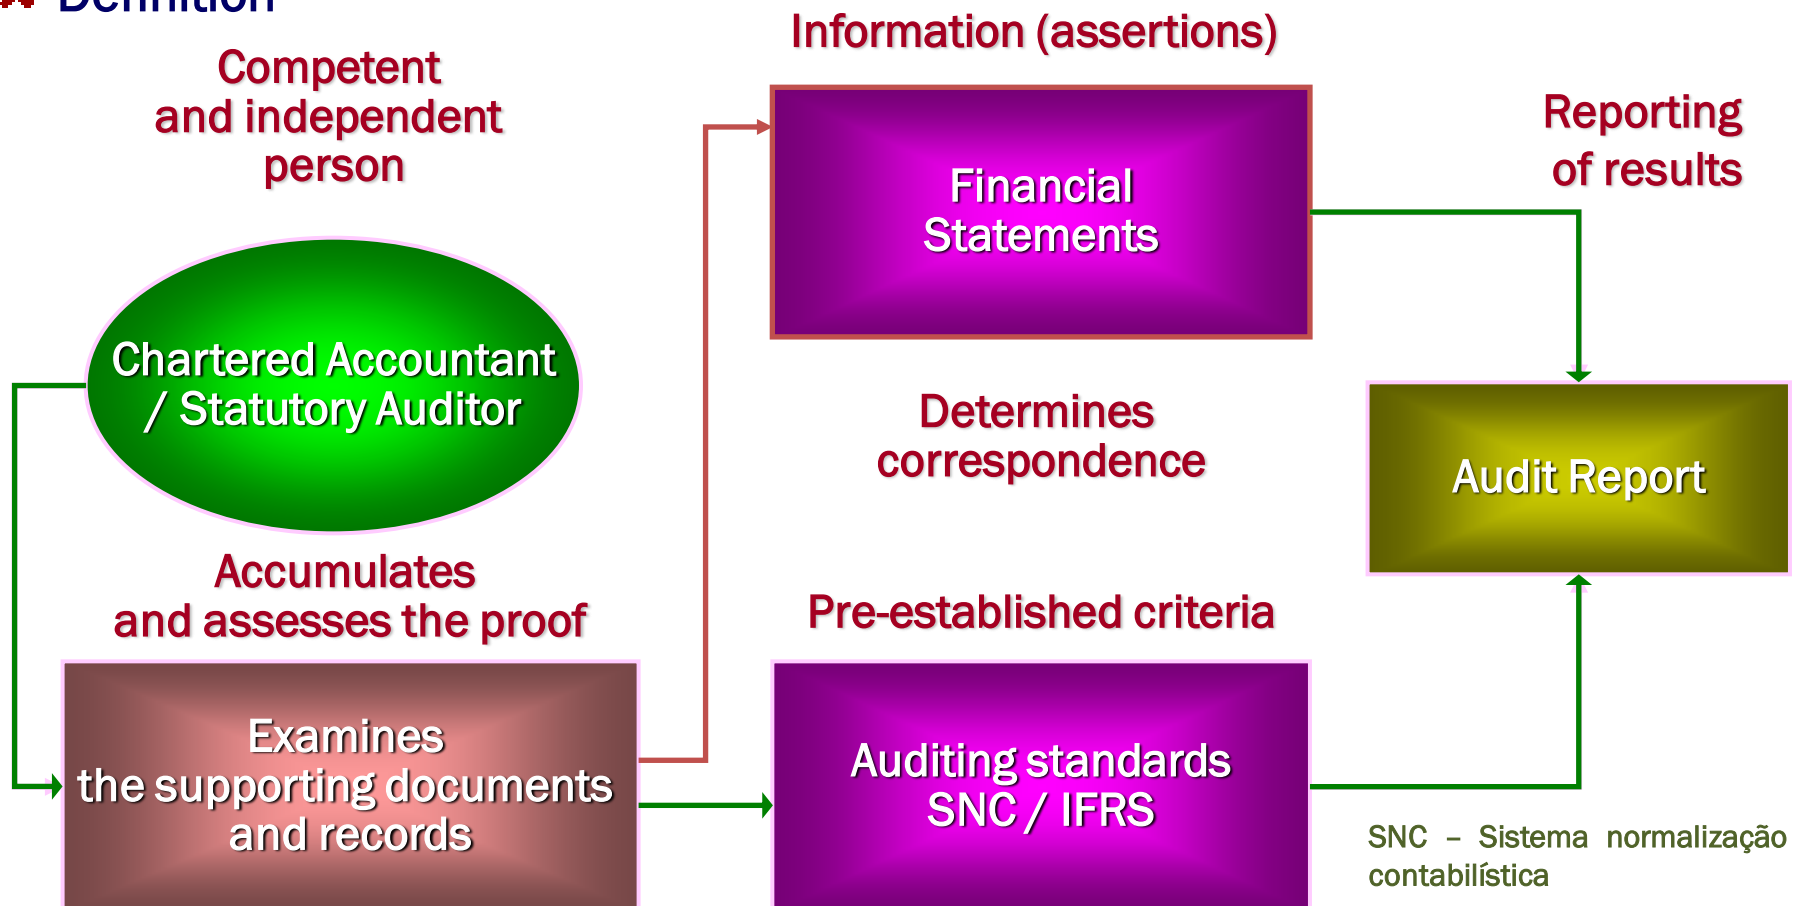 Definition
Competent
and independent
person
Information (assertions)
Reporting
of results
Financial
Statements
Chartered Accountant
/ Statutory Auditor
Determines
correspondence
Audit Report
Accumulates
and assesses the proof
Pre-established criteria
Examines
the supporting documents
and records
Auditing standards
SNC / IFRS
SNC – Sistema normalização
contabilística